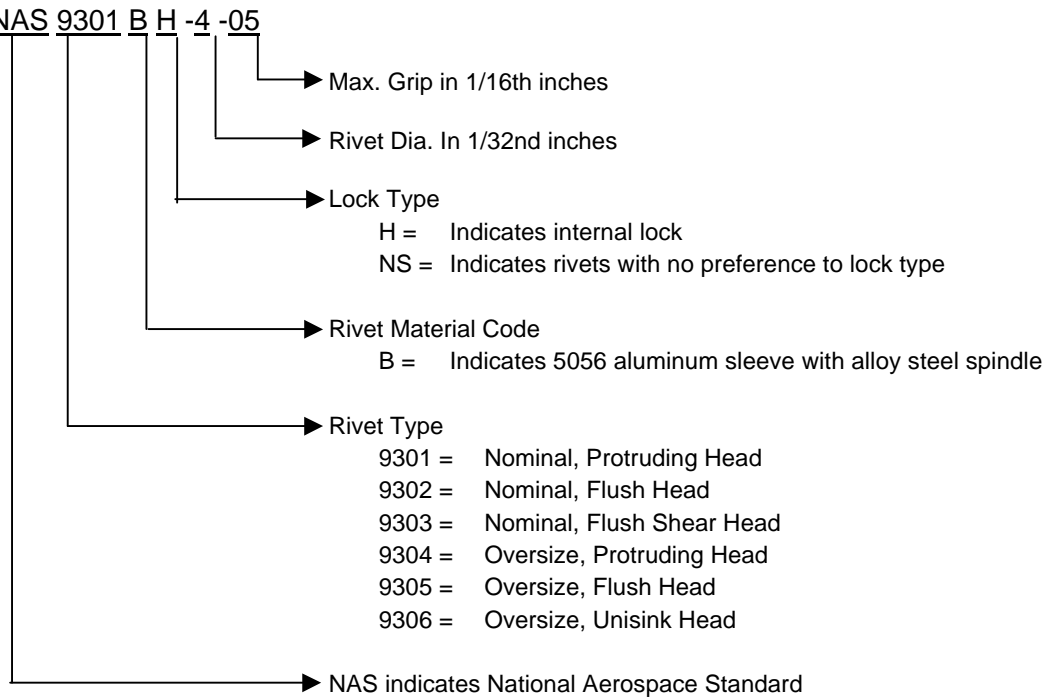 NAS 9301 B H -4 -05
Max. Grip in 1/16th inches
Rivet Dia. In 1/32nd inches
Lock Type
H = Indicates internal lock
NS = Indicates rivets with no preference to lock type
Rivet Material Code
B = Indicates 5056 aluminum sleeve with alloy steel spindle
Rivet Type
9301 = Nominal, Protruding Head
9302 = Nominal, Flush Head
9303 = Nominal, Flush Shear Head
9304 = Oversize, Protruding Head
9305 = Oversize, Flush Head
9306 = Oversize, Unisink Head
NAS indicates National Aerospace Standard